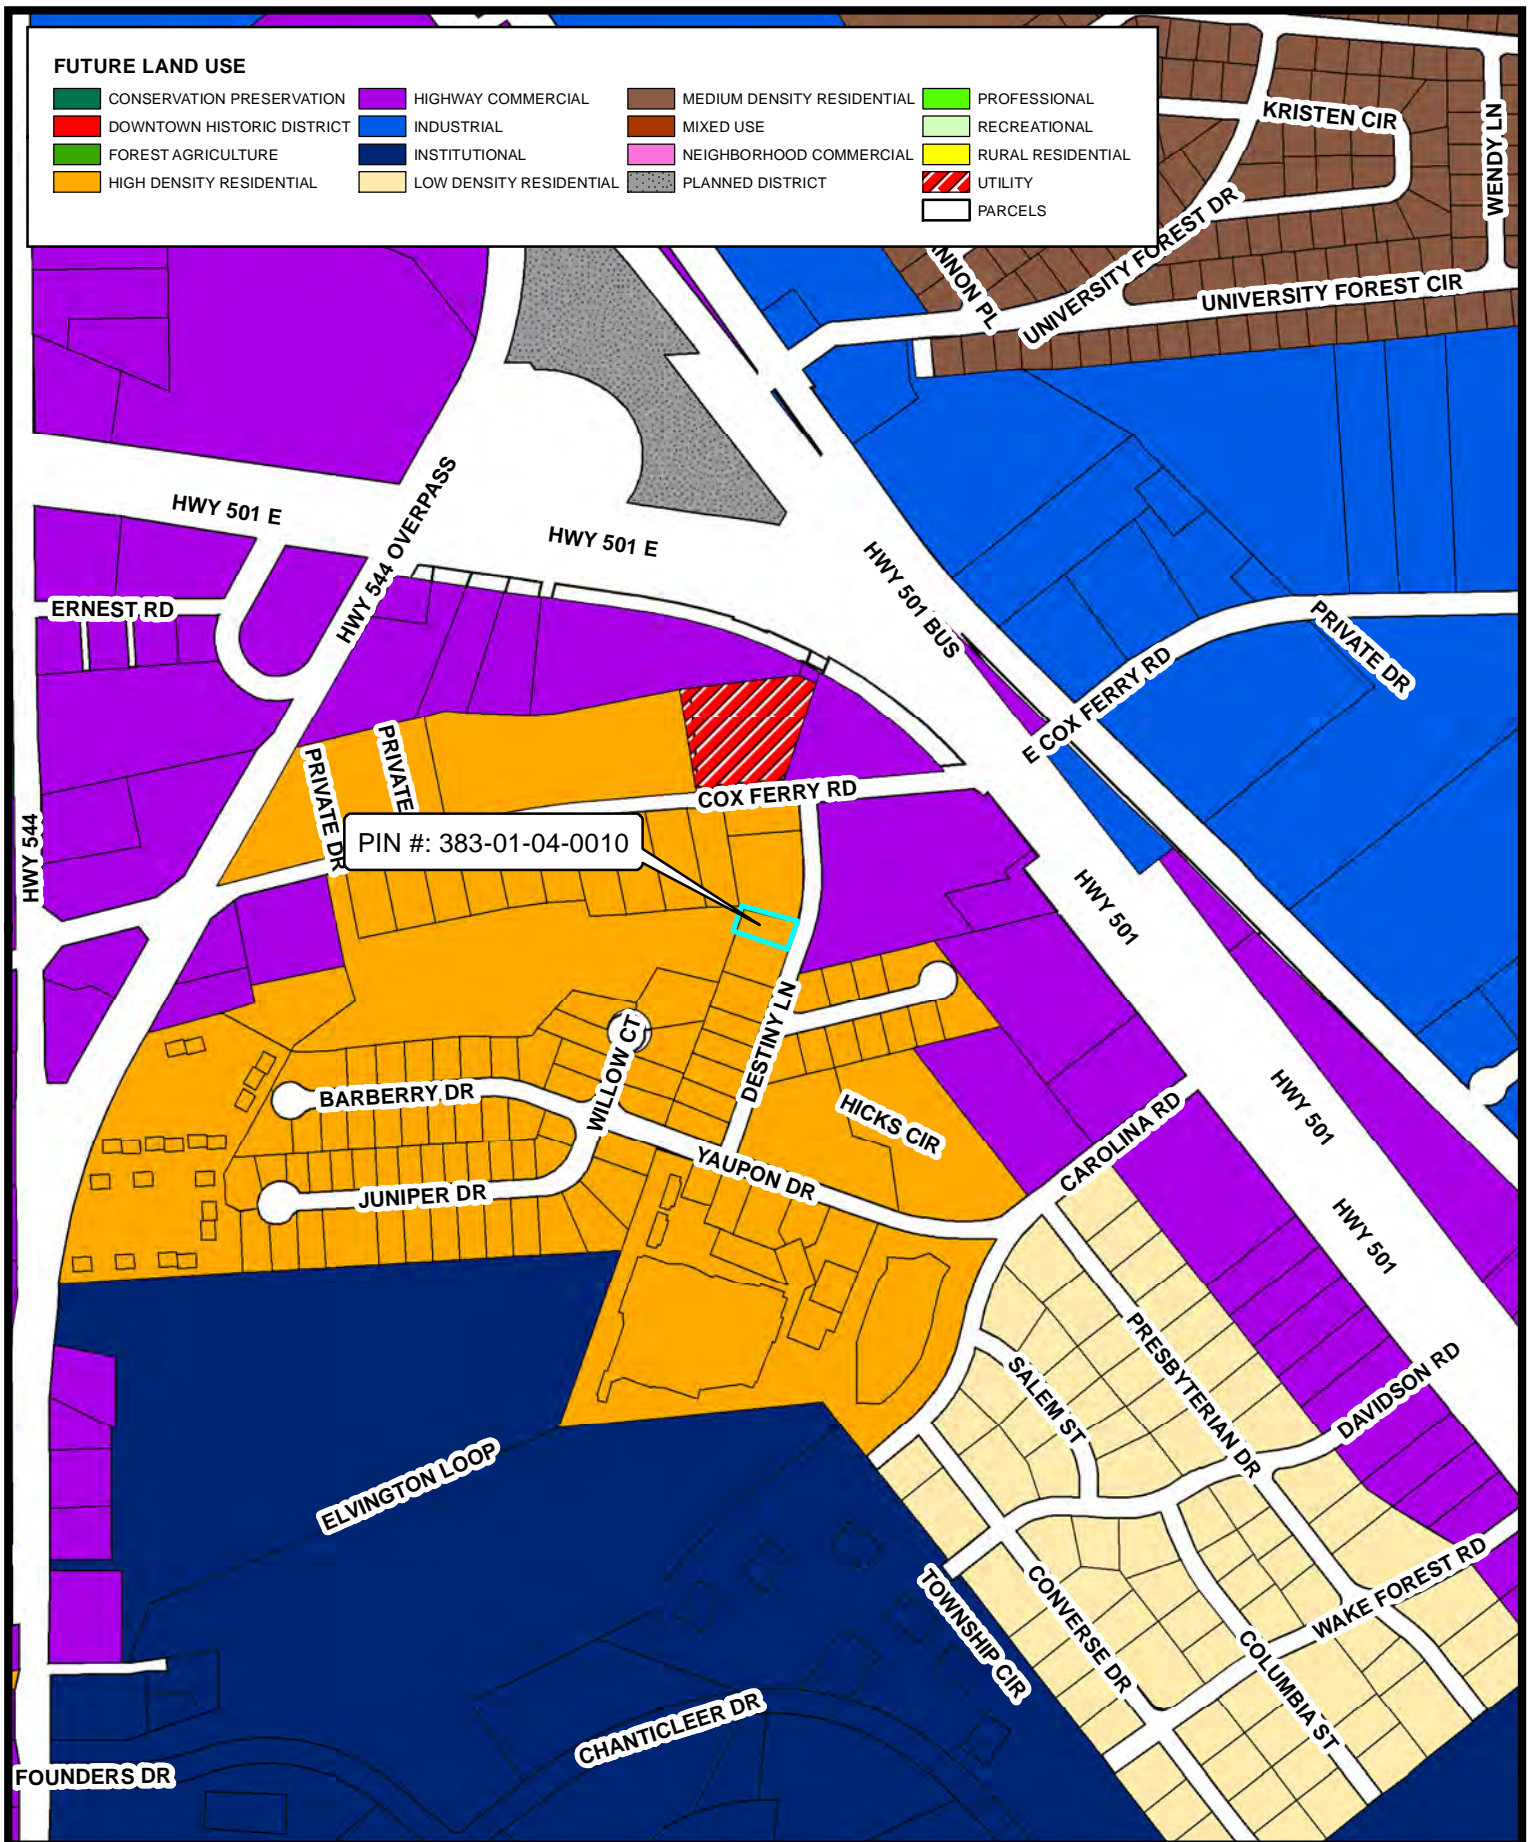 FUTURE LAND USE
CONSERVATION PRESERVATION
DOWNTOWN HISTORIC DISTRICT
FOREST AGRICULTURE
HIGH DENSITY RESIDENTIAL
HIGHWAY COMMERCIAL
INDUSTRIAL
INSTITUTIONAL
LOW DENSITY RESIDENTIAL
MEDIUM DENSITY RESIDENTIAL
MIXED USE
NEIGHBORHOOD COMMERCIAL
PLANNED DISTRICT
PROFESSIONAL
RECREATIONAL
RURAL RESIDENTIAL
UTILITY
PARCELS
KRISTEN CIR
WENDY LN
UNIVERSITY FOREST DR
NNON PL
UNIVERSITY FOREST CIR
HWY 501 E
HWY 544 OVERPASS
HWY 501 E
HWY 501 BUS
ERNEST RD
PRIVATE DR
E COX FERRY RD
PRIVATE
PRIVATE DR
COX FERRY RD
PIN #: 383-01-04-0010
HWY 544
HWY 501
DESTINY LN
WILLOW CT
BARBERRY DR
HICKS CIR
HWY 501
CAROLINA RD
YAUPON DR
JUNIPER DR
HWY 501
PRESBYTERIAN DR
SALEM ST
DAVIDSON RD
ELVINGTON LOOP
TOWNSHIP CIR
CONVERSE DR
WAKE FOREST RD
COLUMBIA ST
CHANTICLEER DR
FOUNDERS DR